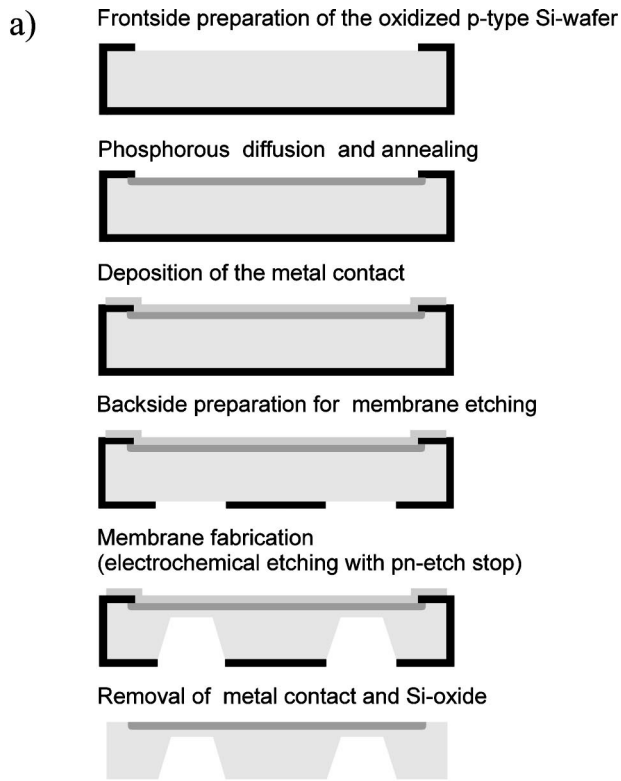 a)
Frontside preparation of the oxidized p-type Si-wafer
Phosphorous diffusion and annealing
Deposition of the metal contact
Backside preparation for membrane etching
Membrane fabrication
(electrochemical etching with pn-etch stop)
Removal of metal contact and Si-oxide